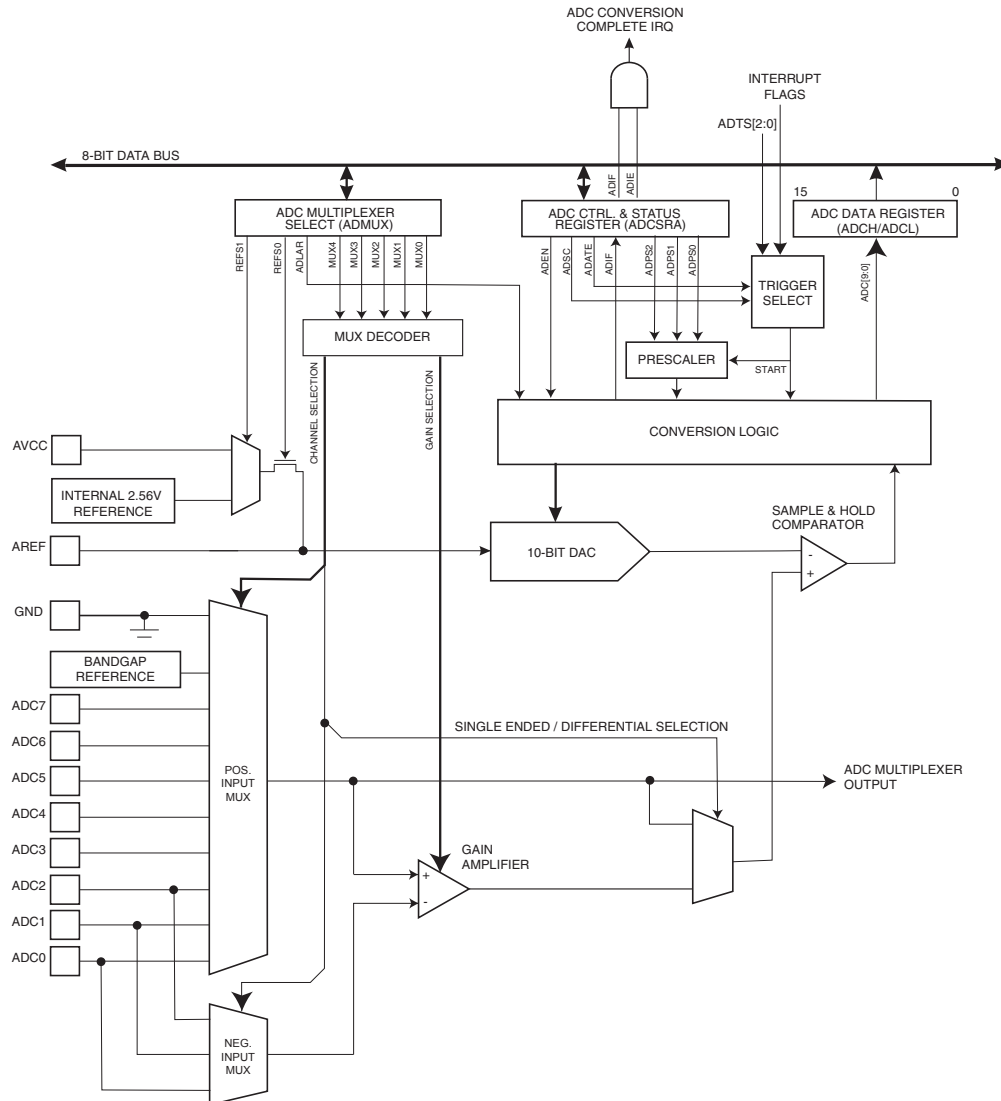 ADC CONVERSION
COMPLETE IRQ
INTERRUPT
FLAGS
ADTS[2:0]
8-BIT DATA BUS
ADIF
ADIE
15
0
ADC MULTIPLEXER
SELECT (ADMUX)
ADC CTRL. & STATUS
REGISTER (ADCSRA)
ADC DATA REGISTER
(ADCH/ADCL)
REFS1
REFS0
ADLAR
MUX4
MUX3
MUX2
MUX1
MUX0
ADEN
ADSC
ADATE
ADIF
ADPS2
ADPS1
ADPS0
ADC[9:0]
TRIGGER
SELECT
MUX DECODER
PRESCALER
START
CHANNEL SELECTION
GAIN SELECTION
CONVERSION LOGIC
AVCC
INTERNAL 2.56V
REFERENCE
SAMPLE & HOLD
COMPARATOR
AREF
10-BIT DAC
-
+
GND
BANDGAP
REFERENCE
ADC7
SINGLE ENDED / DIFFERENTIAL SELECTION
ADC6
ADC5
POS.
INPUT
MUX
ADC MULTIPLEXER
OUTPUT
ADC4
ADC3
GAIN
AMPLIFIER
+
-
ADC2
ADC1
ADC0
NEG.
INPUT
MUX